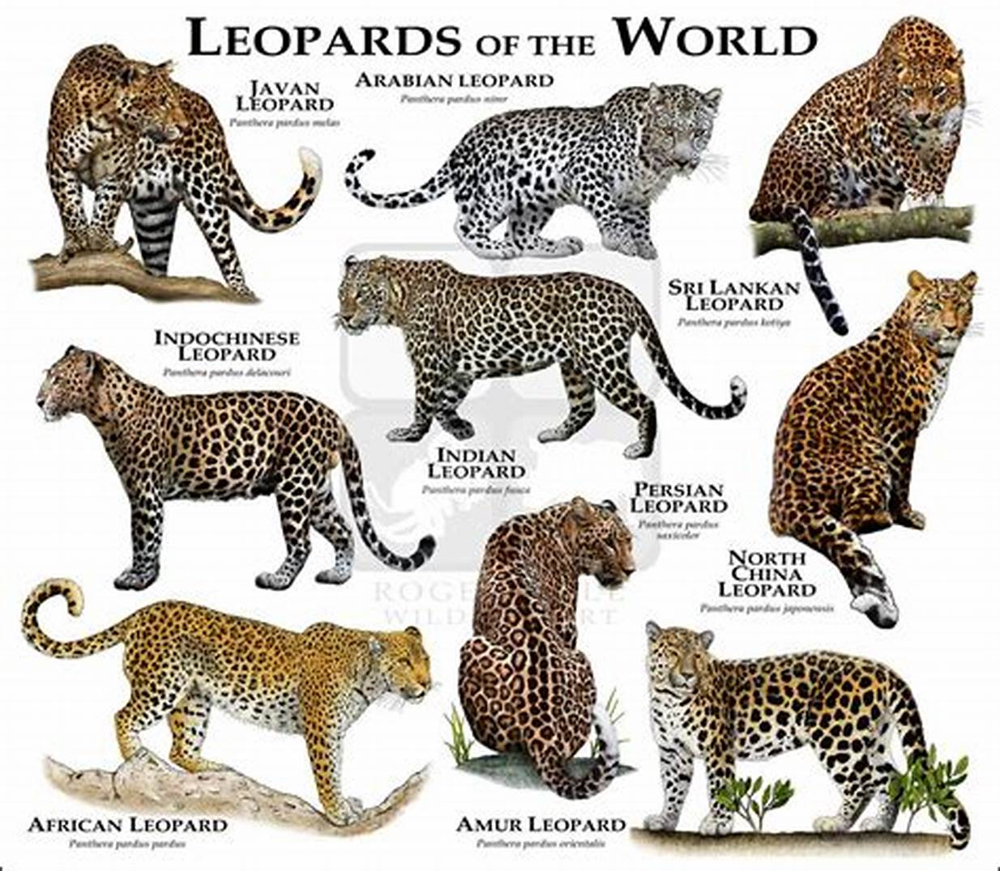 LEOPARDS OF THE WORLD
JAVAN
LEOPARD
Panthera pardus melas
ARABIAN LEOPARD
Panthera pardus nimr
SRI LANKAN
LEOPARD
Panthera pardus kotiya
INDOCHINESE
LEOPARD
Panthera pardus delacouri
INDIAN
LEOPARD
Panthera pardus fusca
PERSIAN
LEOPARD
Panthera pardus
saxicolor
NORTH
CHINA
LEOPARD
Panthera pardus japonensis
AFRICAN LEOPARD
Panthera pardus pardus
AMUR LEOPARD
Panthera pardus orientalis